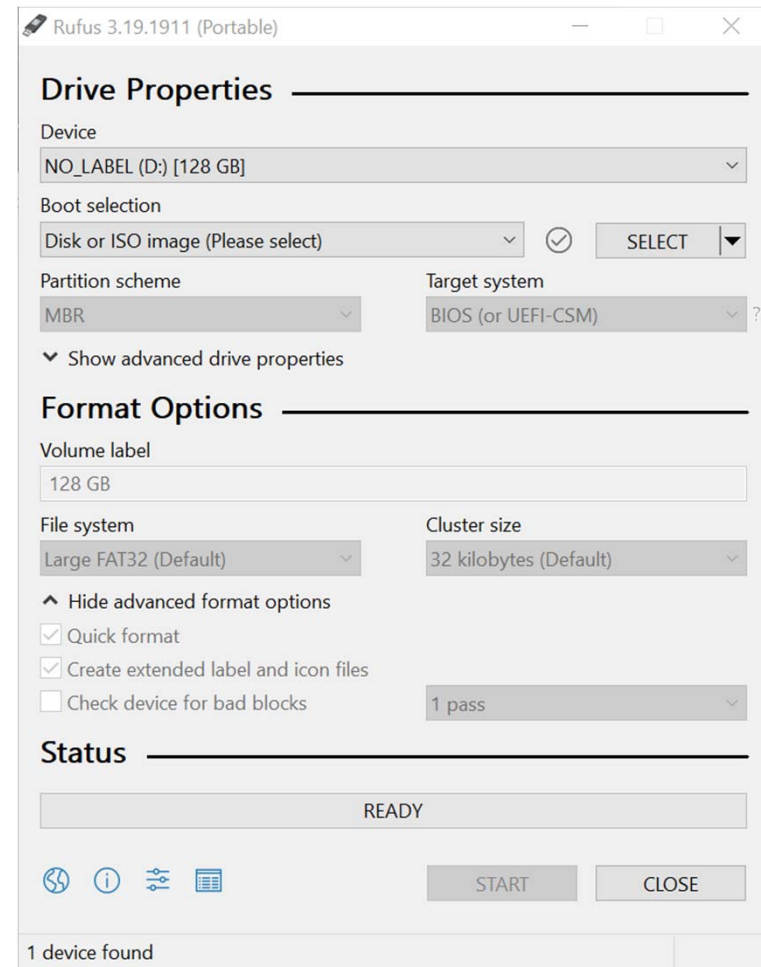 Rufus 3.19.1911 (Portable)
Drive Properties
Device
NO_LABEL (D:) [128 GB]
Boot selection
Disk or ISO image (Please select)
SELECT
Partition scheme
Target system
MBR
BIOS (or UEFI-CSM)
?
Show advanced drive properties
Format Options
Volume label
128 GB
File system
Cluster size
Large FAT32 (Default)
32 kilobytes (Default)
Hide advanced format options
Quick format
Create extended label and icon files
Check device for bad blocks
1 pass
Status
READY
START
CLOSE
1 device found